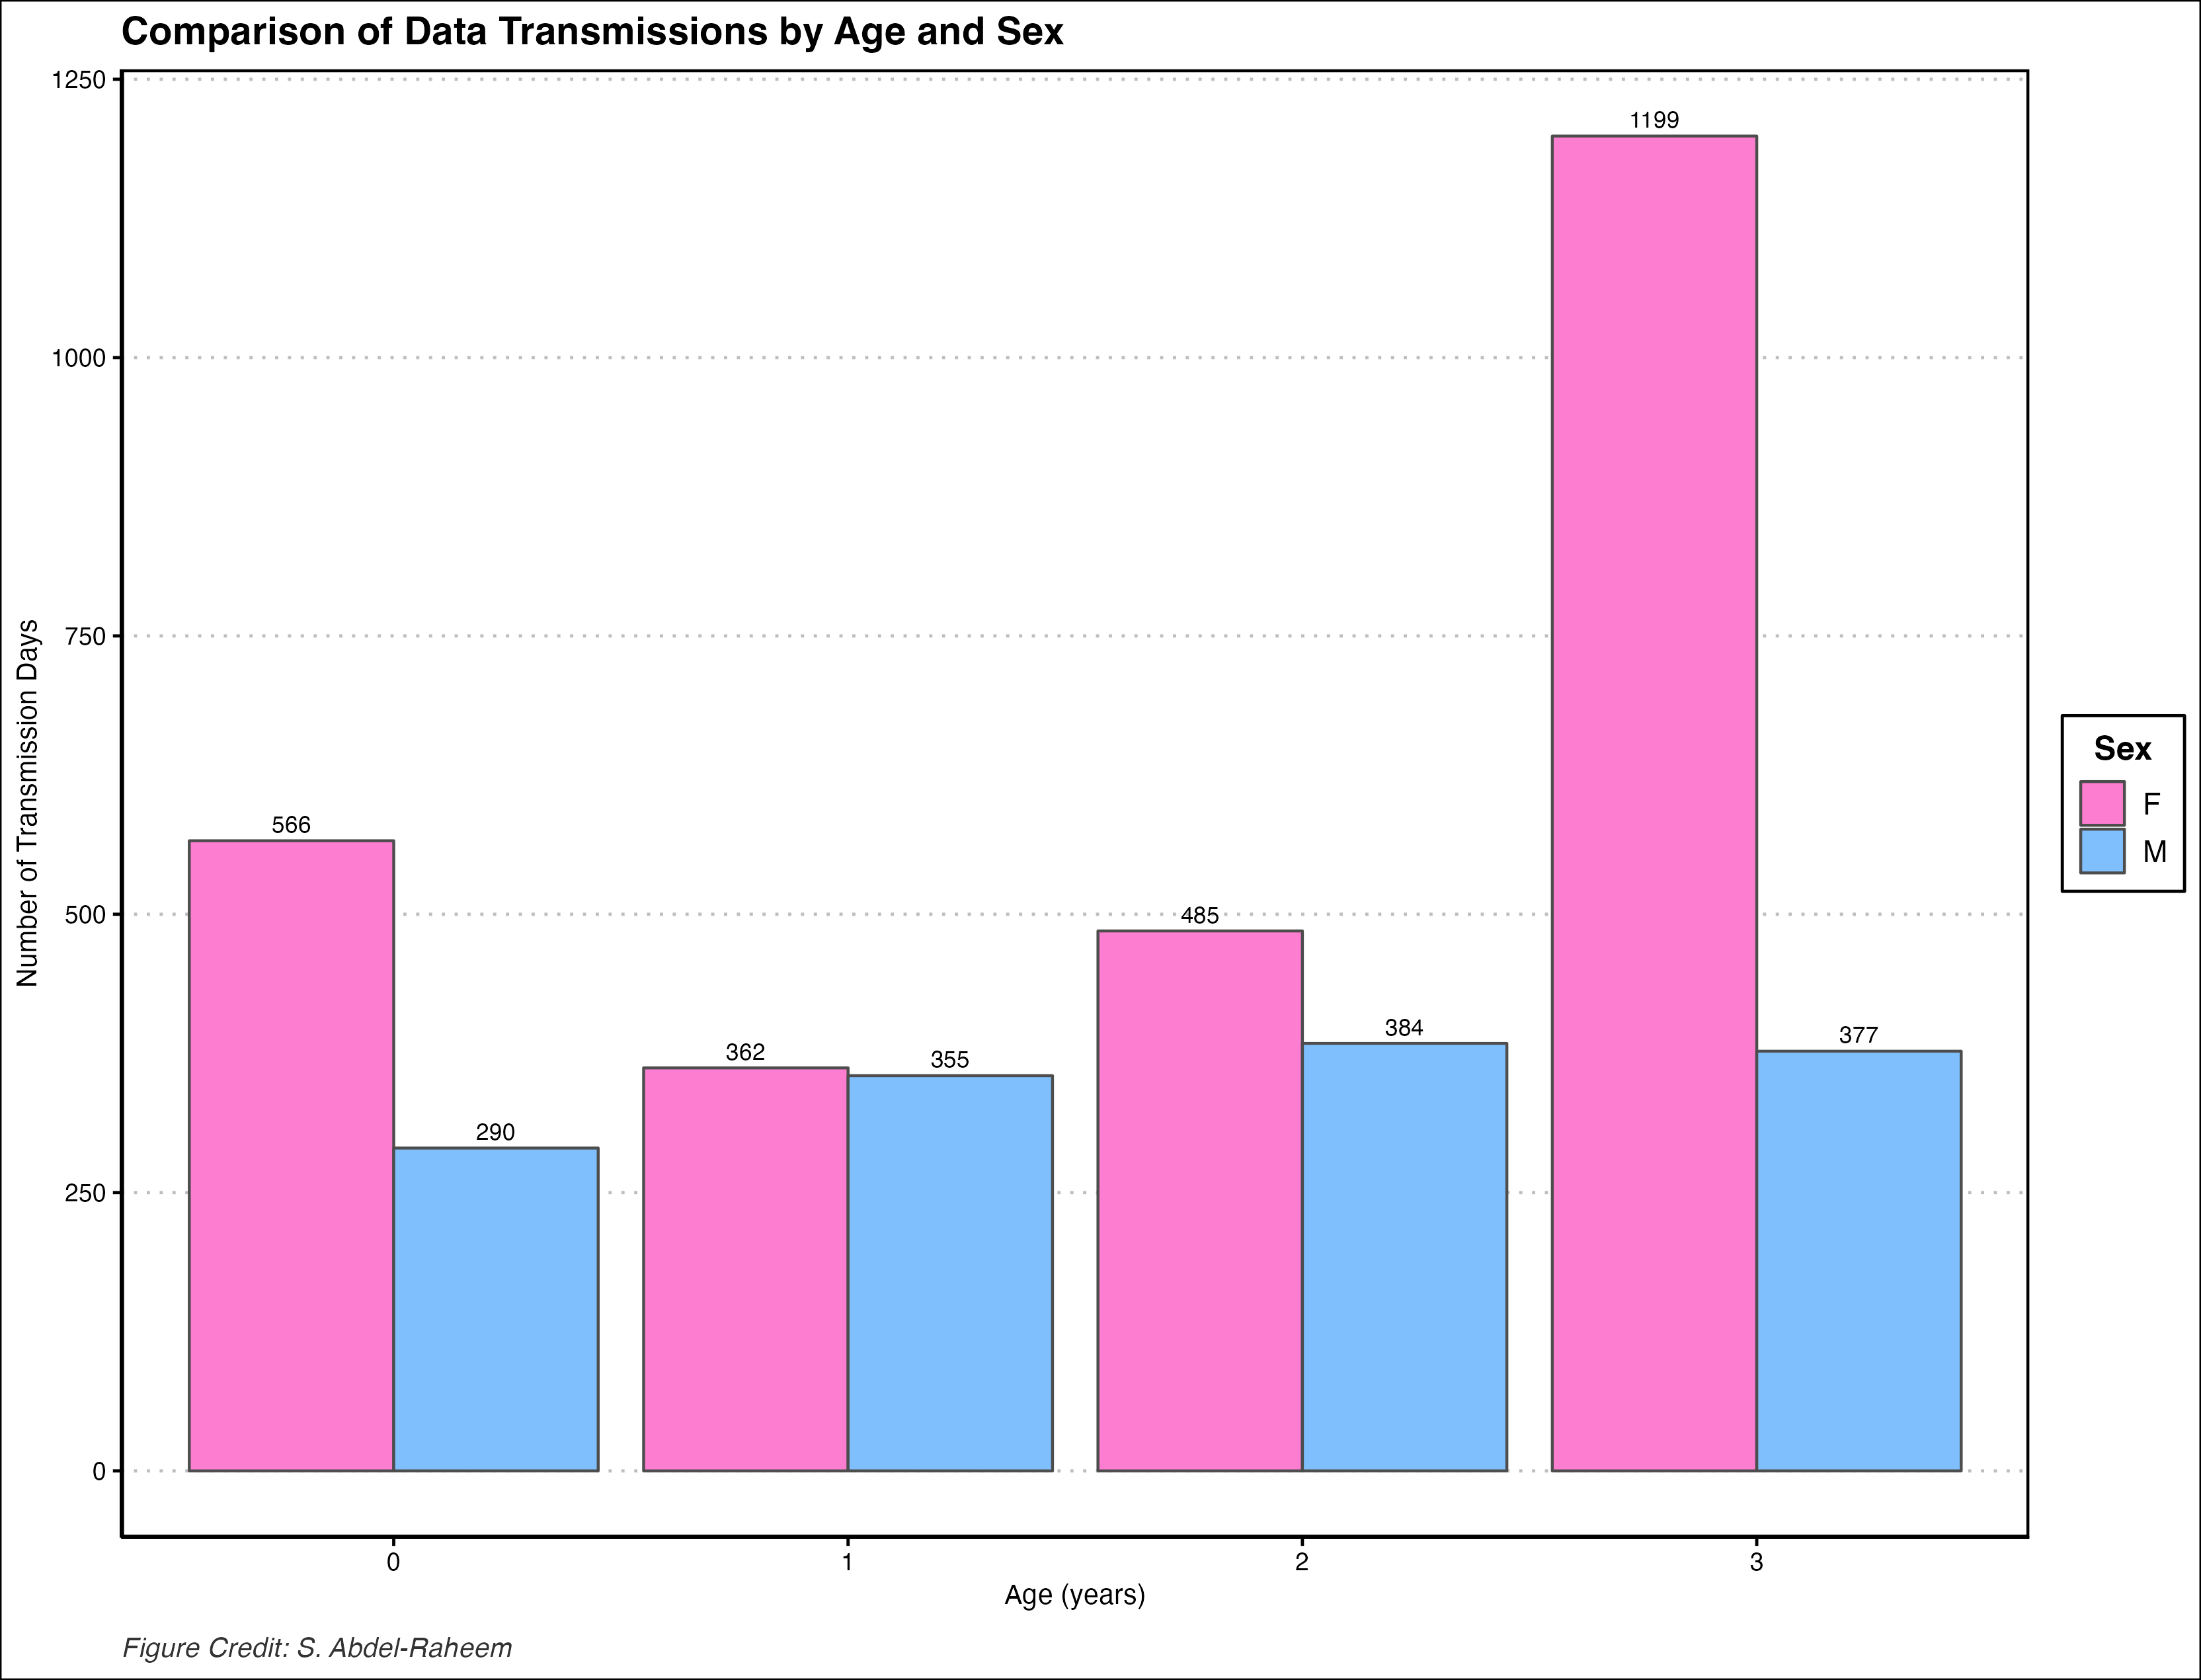 Comparison of Data Transmissions by Age and Sex
Number of Transmission Days
1250
1000
750
500
250
0
566
290
362
355
485
384
1199
377
0
1
2
3
Age (years)
Sex
F
M
Figure Credit: S. Abdel-Raheem